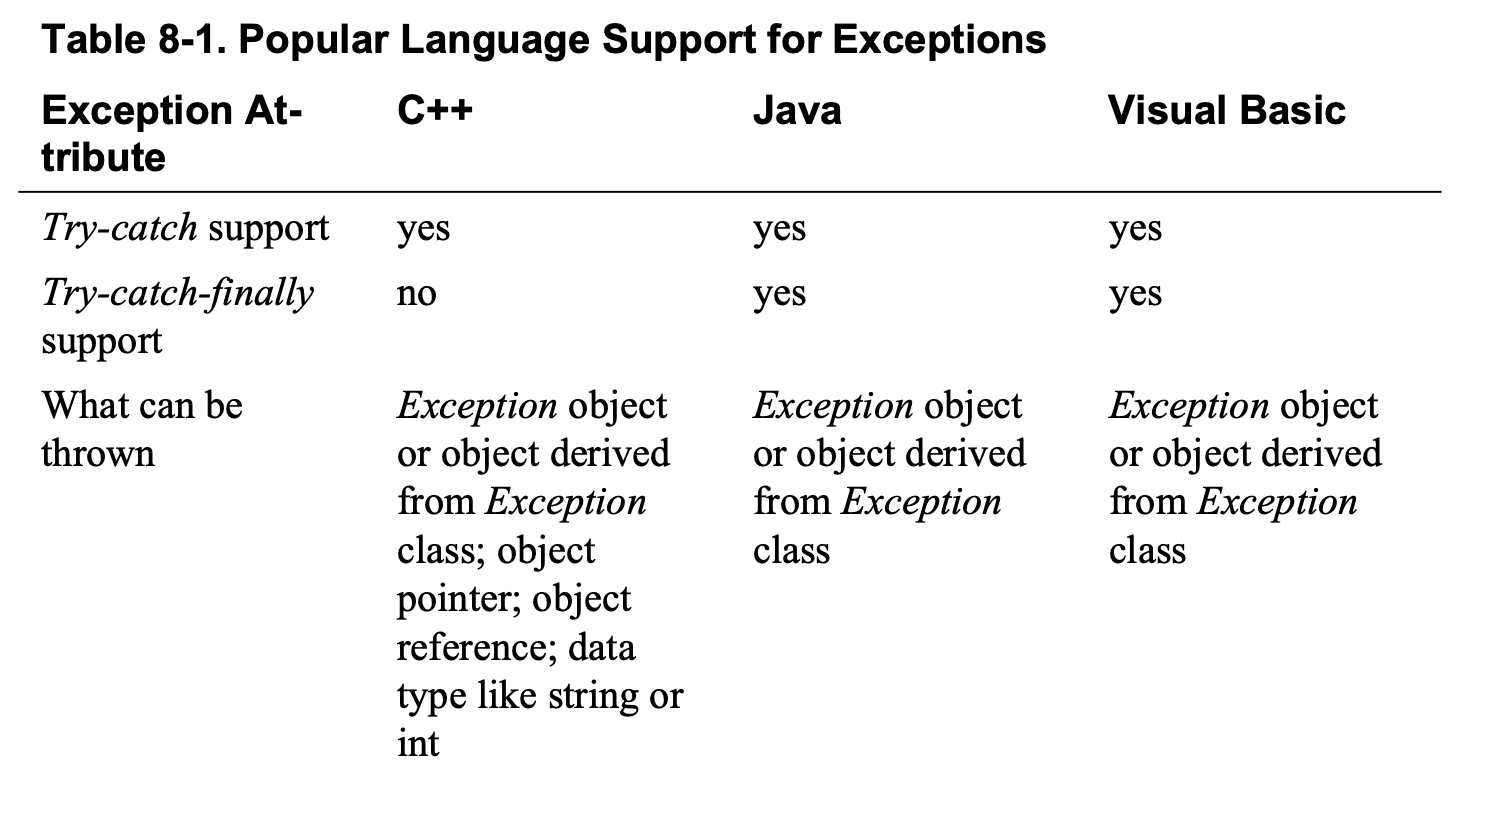 Table 8-1. Popular Language Support for Exceptions
Exception At- C++ Java Visual Basic
tribute
Try-catch support yes yes yes
Try-catch-finally no yes yes
support
What can be Exception object Exception object Exception object
thrown or object derived or object derived or object derived
from Exception from Exception from Exception
class; object class class
pointer; object
reference; data
type like string or
int